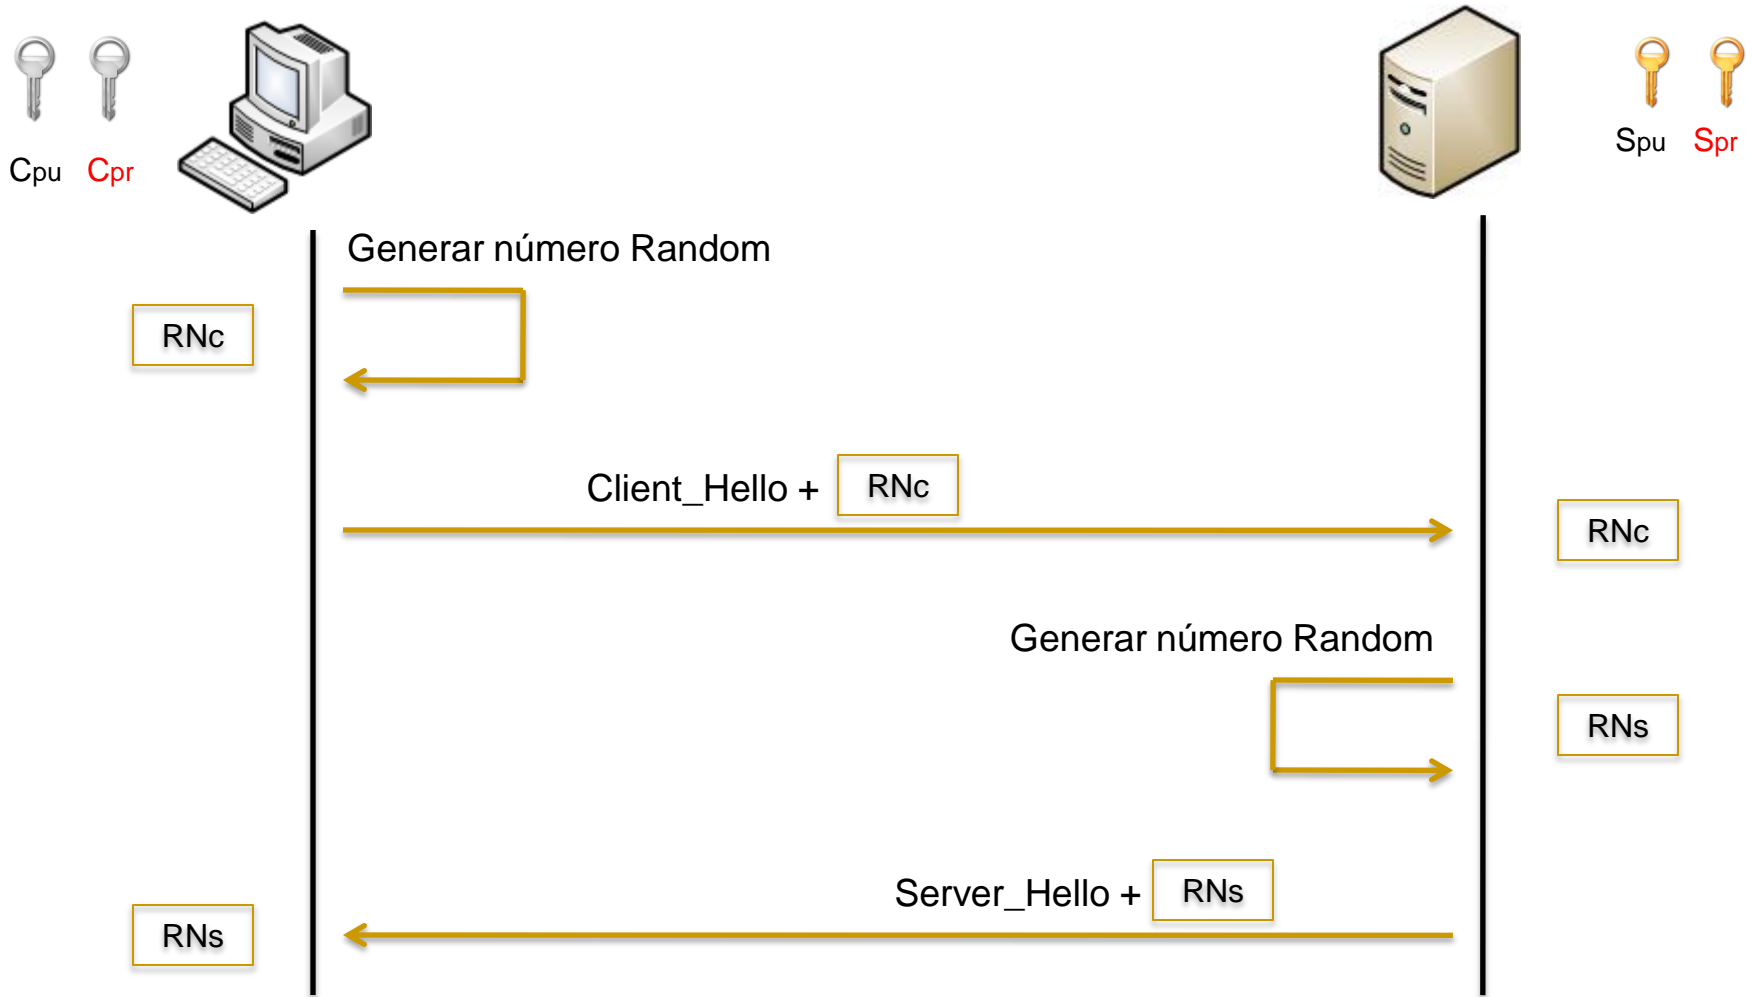 Cpu Cpr
Spu Spr
Generar número Random
RNc
Client_Hello + RNc
RNc
Generar número Random
RNs
Server_Hello + RNs
RNs